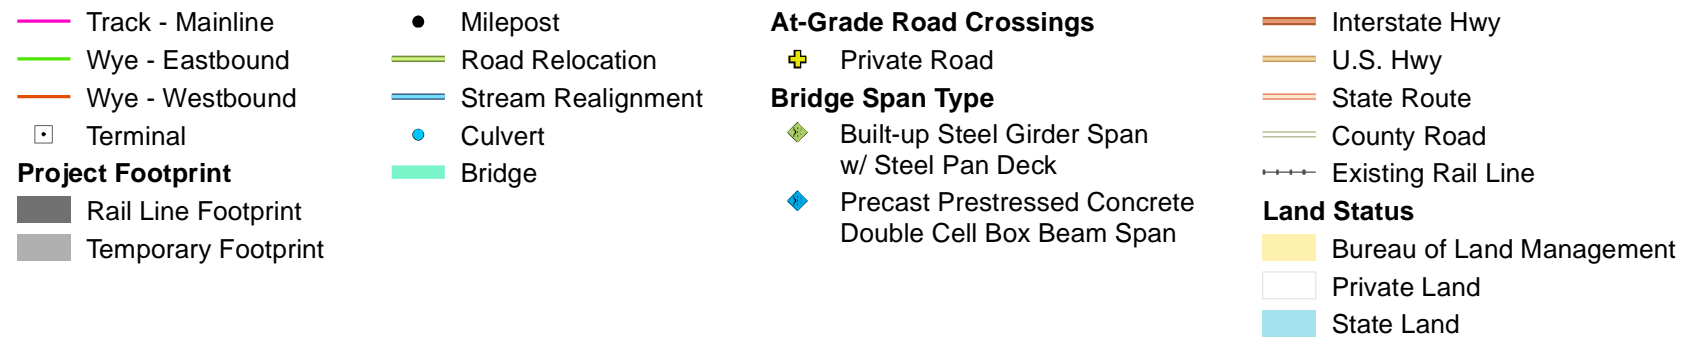 Track - Mainline
Wye - Eastbound
Wye - Westbound
Terminal
Project Footprint
Rail Line Footprint
Temporary Footprint
Milepost
Road Relocation
Stream Realignment
Culvert
Bridge
At-Grade Road Crossings
Private Road
Bridge Span Type
Built-up Steel Girder Span
w/ Steel Pan Deck
Precast Prestressed Concrete
Double Cell Box Beam Span
Interstate Hwy
U.S. Hwy
State Route
County Road
Existing Rail Line
Land Status
Bureau of Land Management
Private Land
State Land